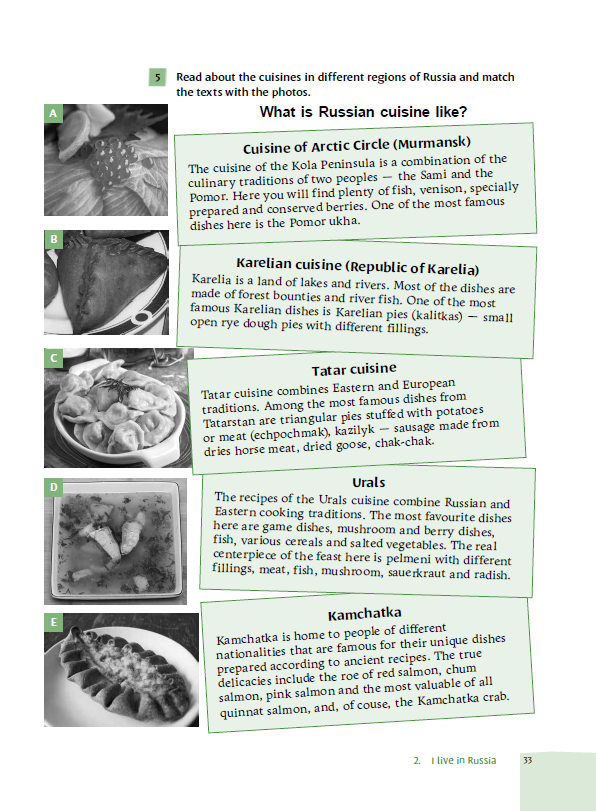 5 Read about the cuisines in different regions of Russia and match
the texts with the photos.
What is Russian cuisine like?
A
Cuisine of Arctic Circle (Murmansk)
The cuisine of the Kola Peninsula is a combination of the
culinary traditions of two peoples — the Sami and the
Pomor. Here you will find plenty of fish, venison, specially
prepared and conserved berries. One of the most famous
dishes here is the Pomor ukha.
B
Karelian cuisine (Republic of Karelia)
Karelia is a land of lakes and rivers. Most of the dishes are
made of forest bounties and river fish. One of the most
famous Karelian dishes is Karelian pies (kalitkas) — small
open rye dough pies with different fillings.
C
Tatar cuisine
Tatar cuisine combines Eastern and European
traditions. Among the most famous dishes from
Tatarstan are triangular pies stuffed with potatoes
or meat (echpochmak), kazilyk — sausage made from
dries horse meat, dried goose, chak-chak.
D
Urals
The recipes of the Urals cuisine combine Russian and
Eastern cooking traditions. The most favourite dishes
here are game dishes, mushroom and berry dishes,
fish, various cereals and salted vegetables. The real
centerpiece of the feast here is pelmeni with different
fillings, meat, fish, mushroom, sauerkraut and radish.
E
Kamchatka
Kamchatka is home to people of different
nationalities that are famous for their unique dishes
prepared according to ancient recipes. The true
delicacies include the roe of red salmon, chum
salmon, pink salmon and the most valuable of all
quinnat salmon, and, of couse, the Kamchatka crab.
2. I live in Russia 33